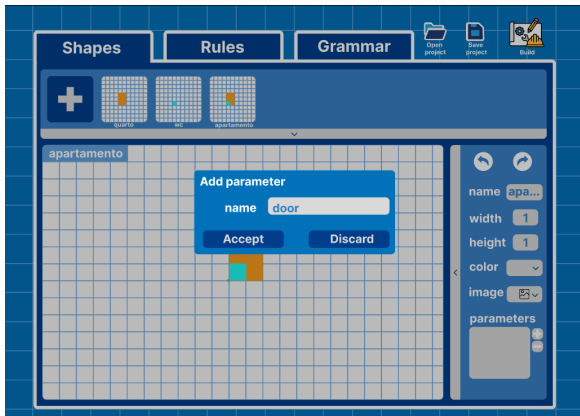 Shapes
Rules
Grammar
Open
project
Save
project
Build
quarto
wc
apartamento
apartamento
Add parameter
name
door
Accept
Discard
name
apa...
width
1
height
1
color
image
parameters